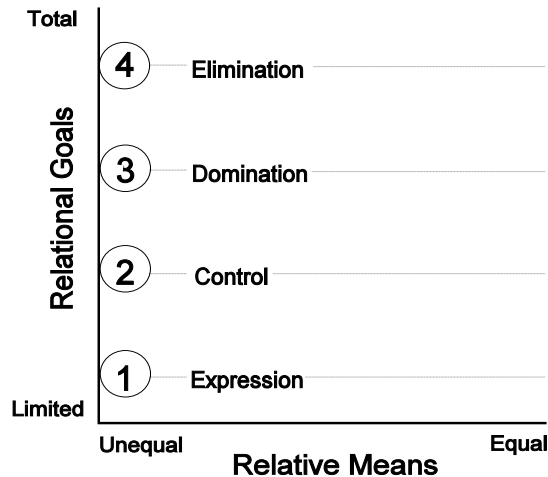 Total
4 Elimination
Relational Goals
3 Domination
2 Control
1 Expression
Limited
Unequal Equal
Relative Means